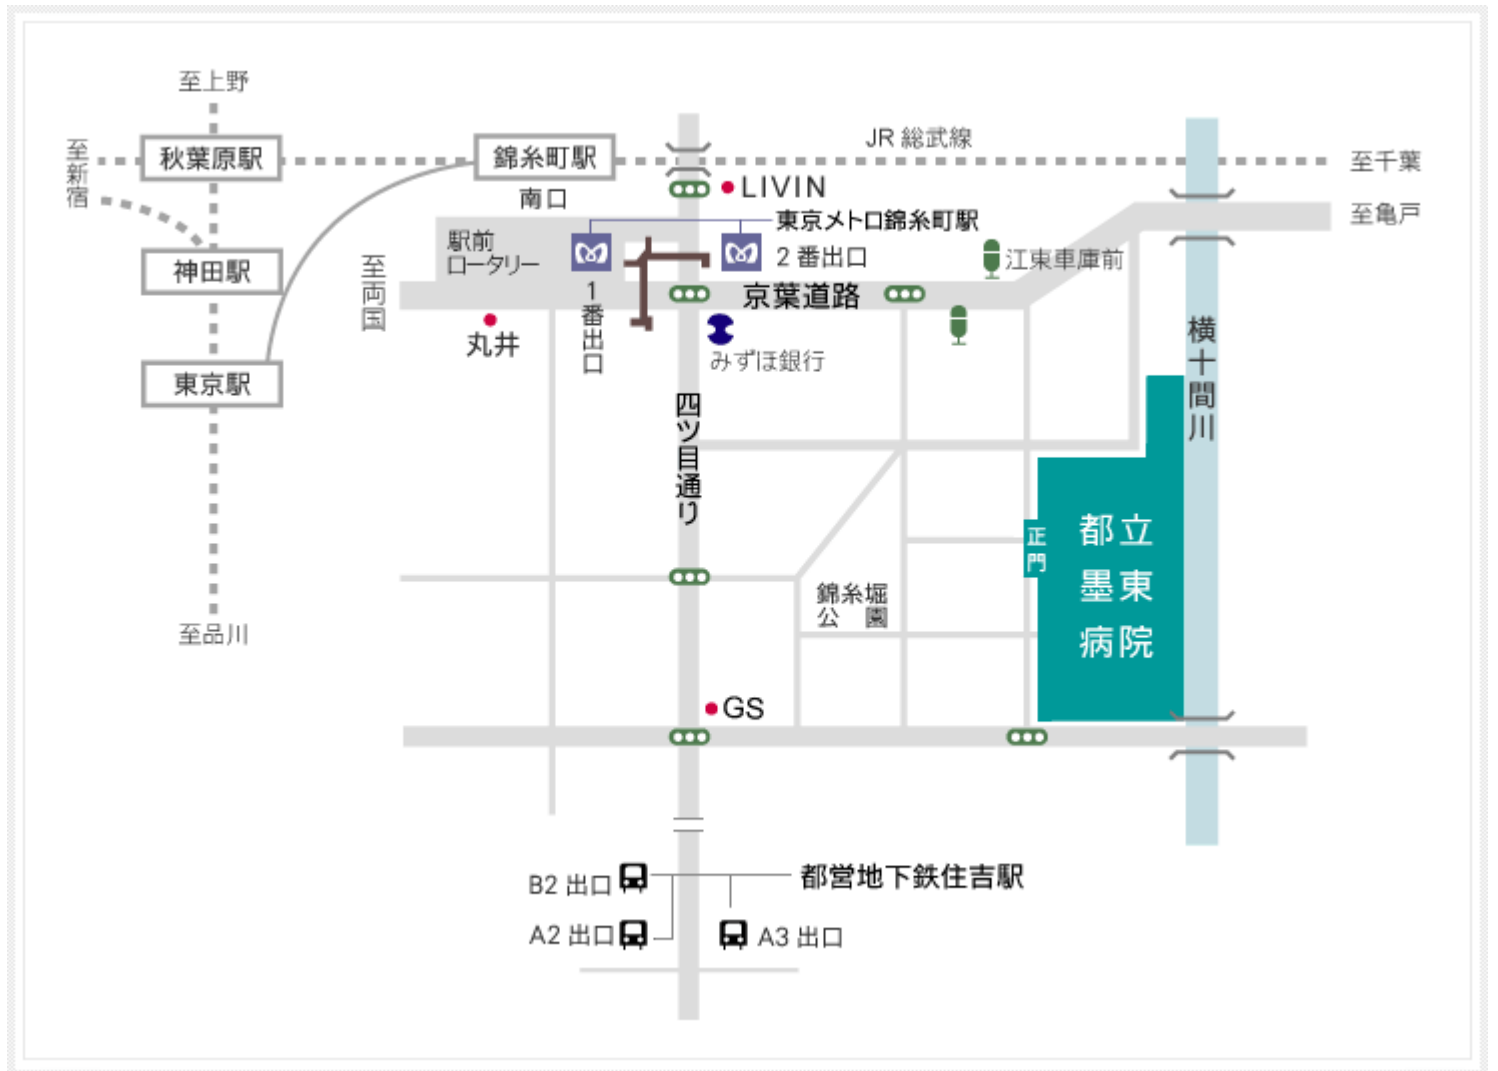 至上野
至新宿
秋葉原駅
錦糸町駅
JR 総武線
至千葉
南口
LIVIN
東京メトロ錦糸町駅
至亀戸
駅前
ロータリー
2番出口
江東車庫前
神田駅
至両国
1番出口
京葉道路
丸井
みずほ銀行
横十間川
東京駅
四ツ目通り
都立
墨東
病院
正門
錦糸堀
公園
至品川
GS
B2 出口
都営地下鉄住吉駅
A2 出口
A3 出口